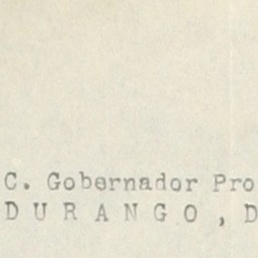 C. Gobernador Pro
D U R A N G O , D